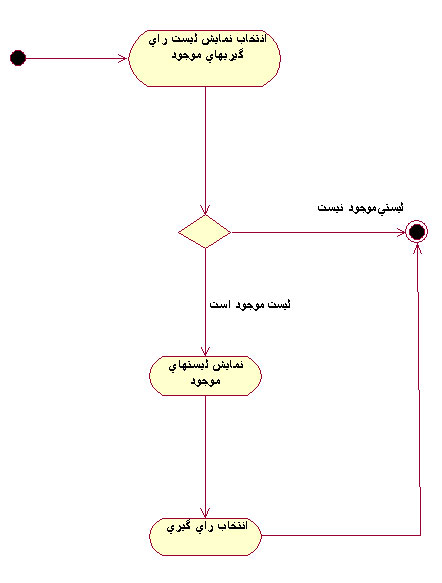 انتخاب نمايش ليست راي
گيريهاي موجود
ليستي موجود نيست
ليست موجود است
نمايش ليستهاي
موجود
انتخاب راي گيري